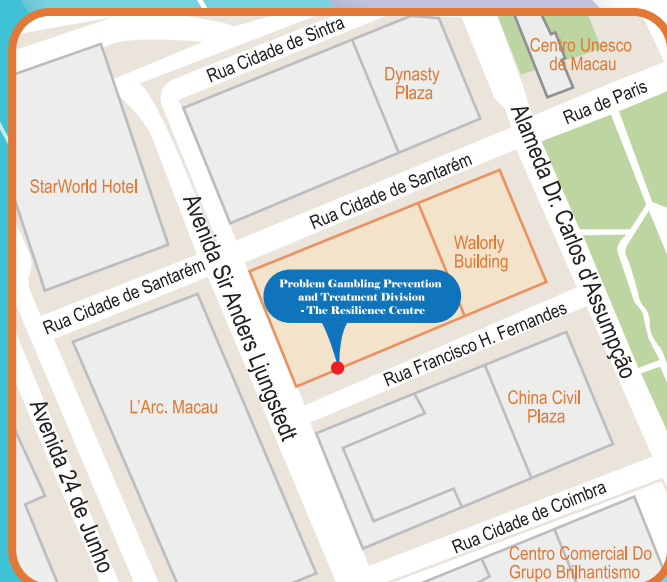 Rua Cidade de Sintra
Centro Unesco
de Macau
Dynasty
Plaza
Rua de Paris
Alameda Dr. Carlos d'Assumpção
StarWorld Hotel
Avenida Sir Anders Ljungstedt
Rua Cidade de Santarém
Walorly
Building
Problem Gambling Prevention
and Treatment Division
- The Resilience Centre
Rua Cidade de Santarém
Rua Francisco H. Fernandes
L'Arc. Macau
China Civil
Plaza
Avenida 24 de Junho
Rua Cidade de Coimbra
Centro Comercial Do
Grupo Brilhantismo